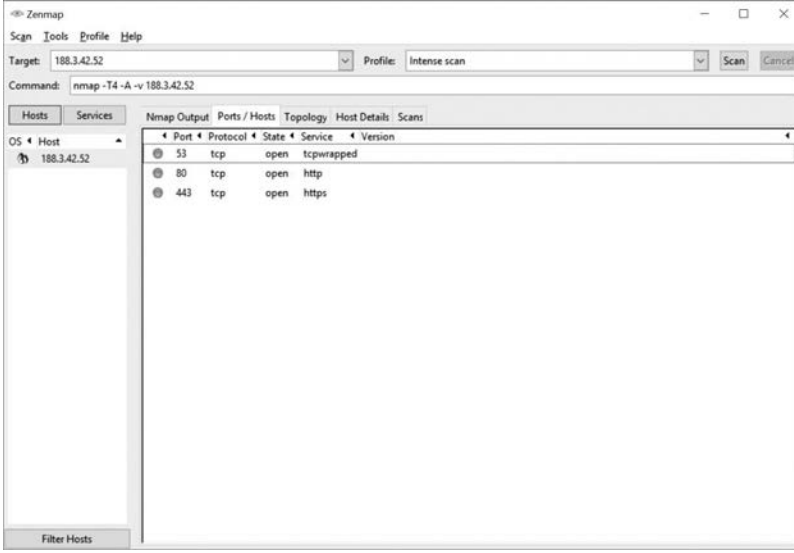 Zenmap
Scan Tools Profile Help
Target: 188.3.42.52 Profile: Intense scan Scan Cancel
Command: nmap -T4 -A -v 188.3.42.52
Hosts Services Nmap Output Ports / Hosts Topology Host Details Scans
OS Host
188.3.42.52
Port Protocol State Service Version
53 tcp open tcpwrapped
80 tcp open http
443 tcp open https
Filter Hosts